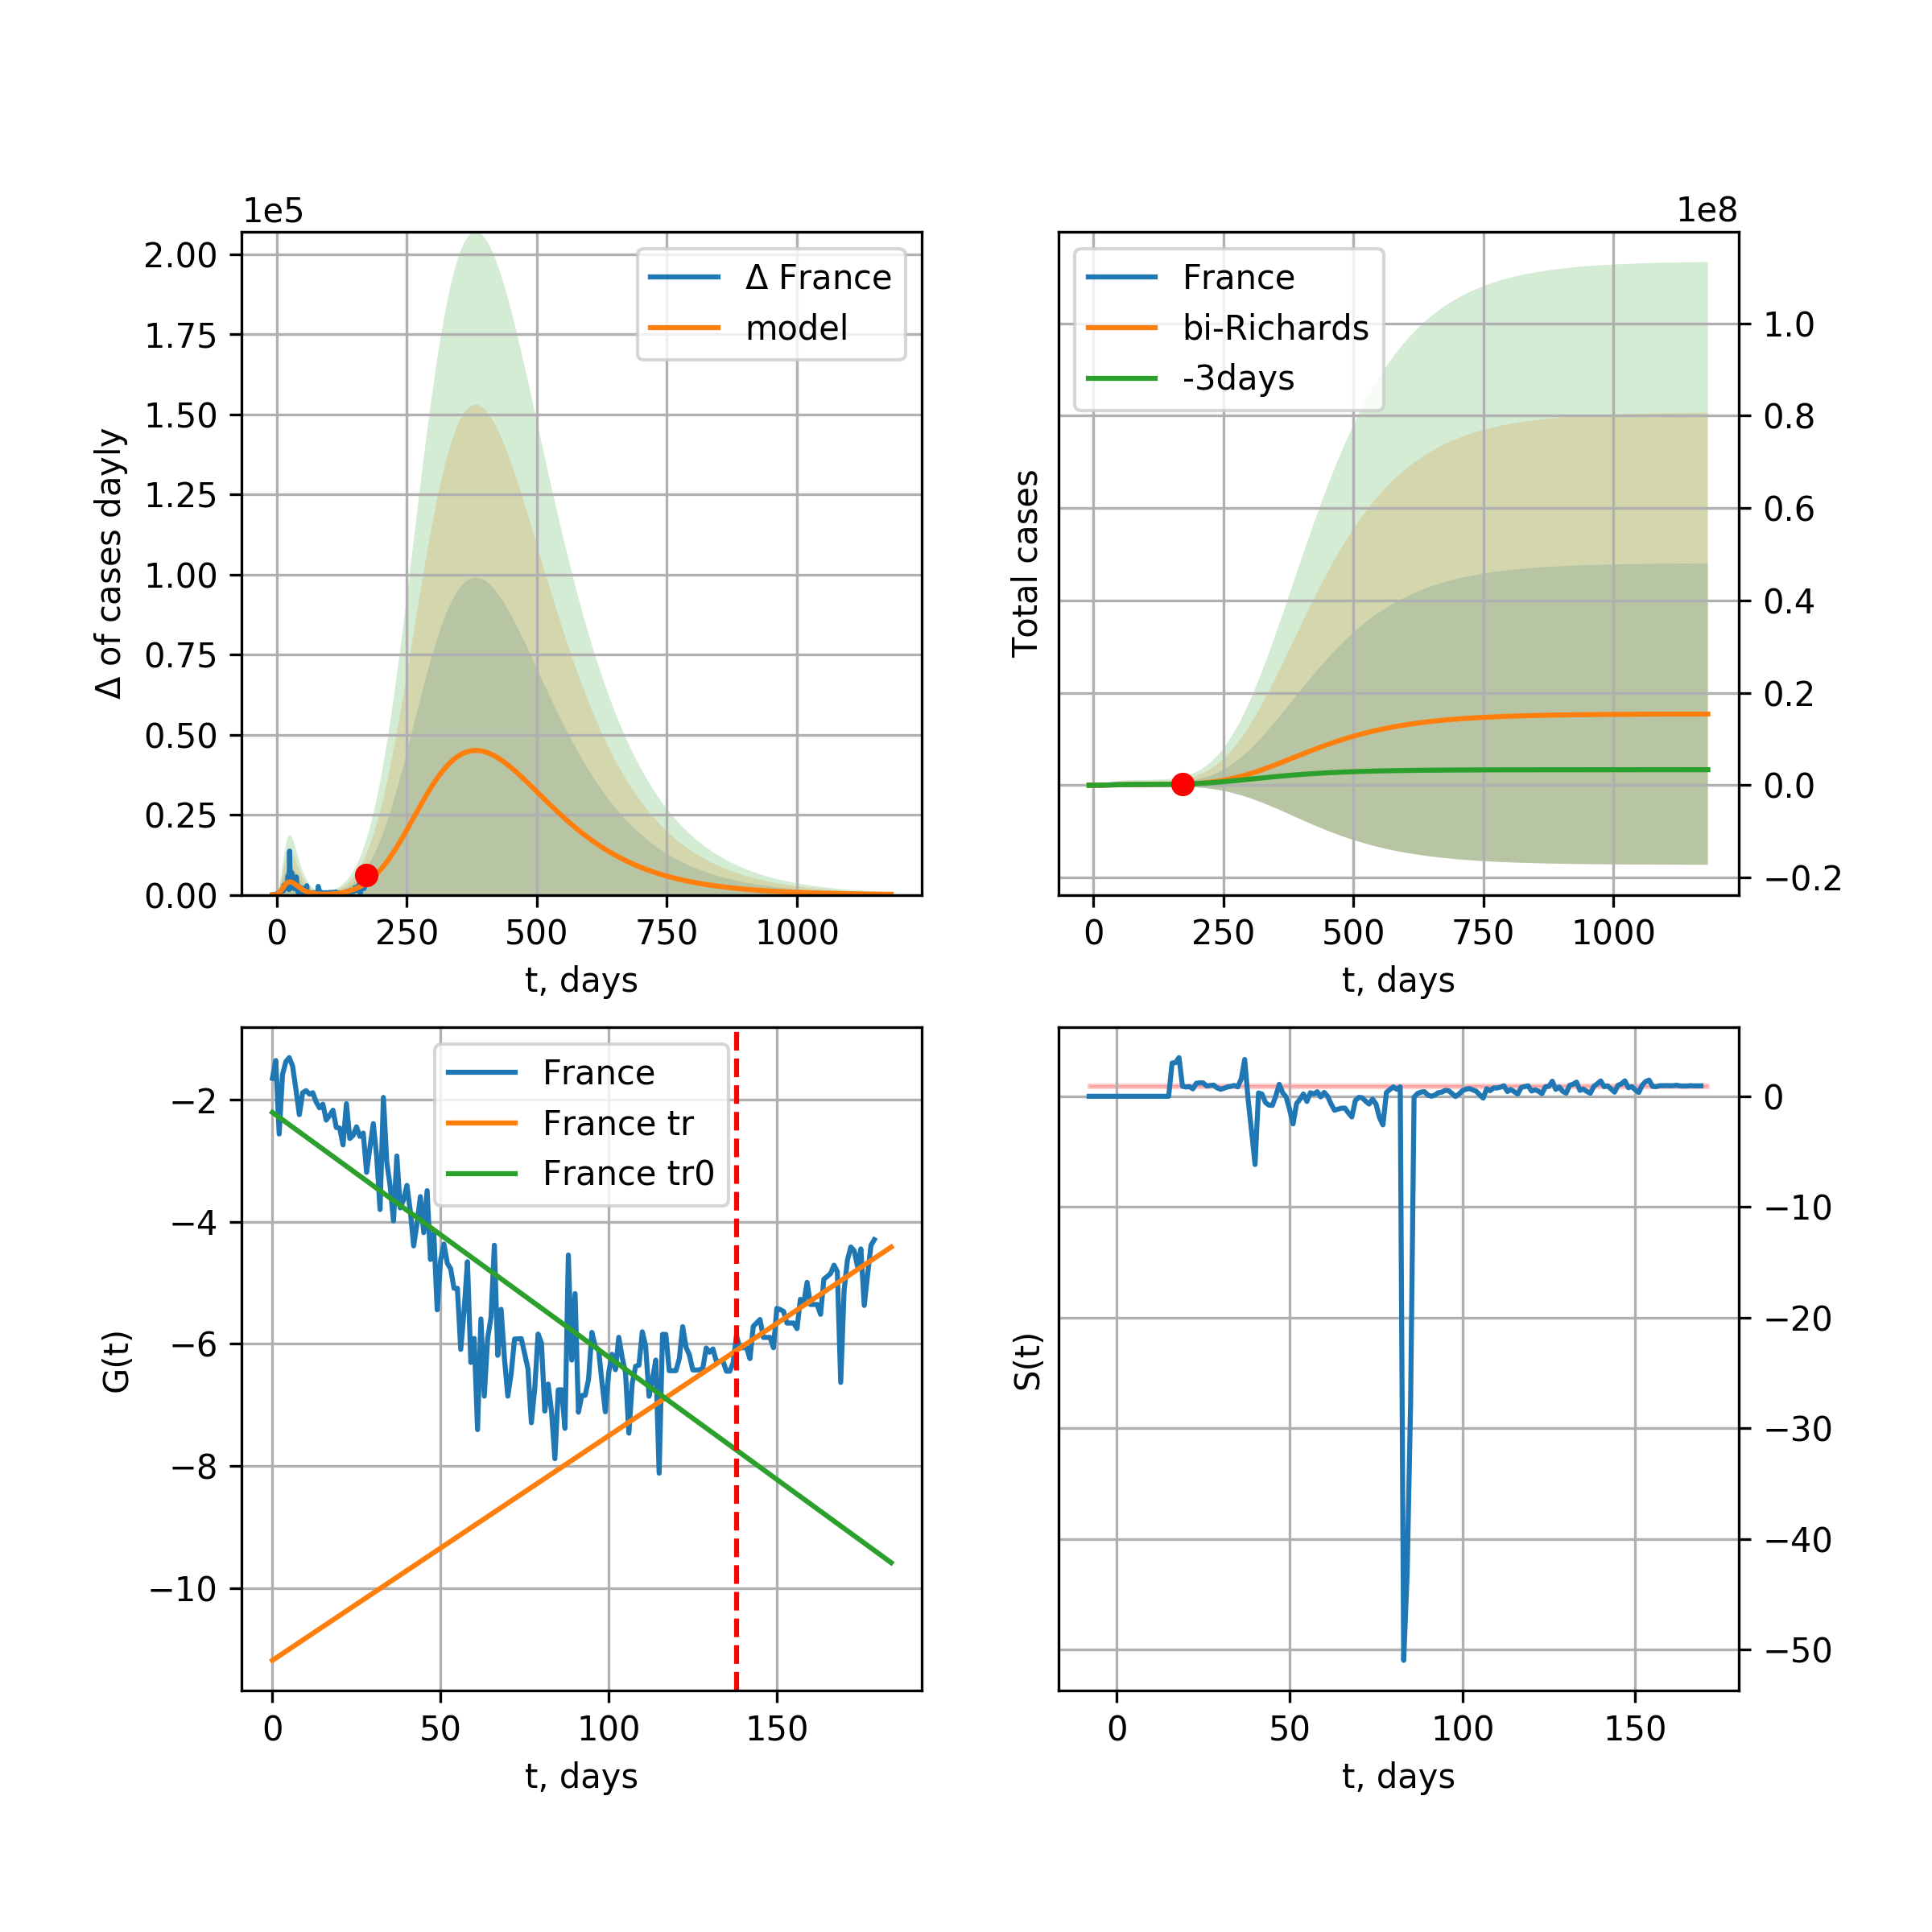 1e5
2.00
1.75
1.50
1.25
1.00
0.75
0.50
0.25
0.00
Δ of cases dayly
Δ France
model
0 250 500 750 1000
t, days
1e8
France
bi-Richards
-3days
Total cases
1.0
0.8
0.6
0.4
0.2
0.0
−0.2
0 250 500 750 1000
t, days
−2
−4
−6
−8
−10
G(t)
France
France tr
France tr0
0 50 100 150
t, days
S(t)
0
−10
−20
−30
−40
−50
0 50 100 150
t, days